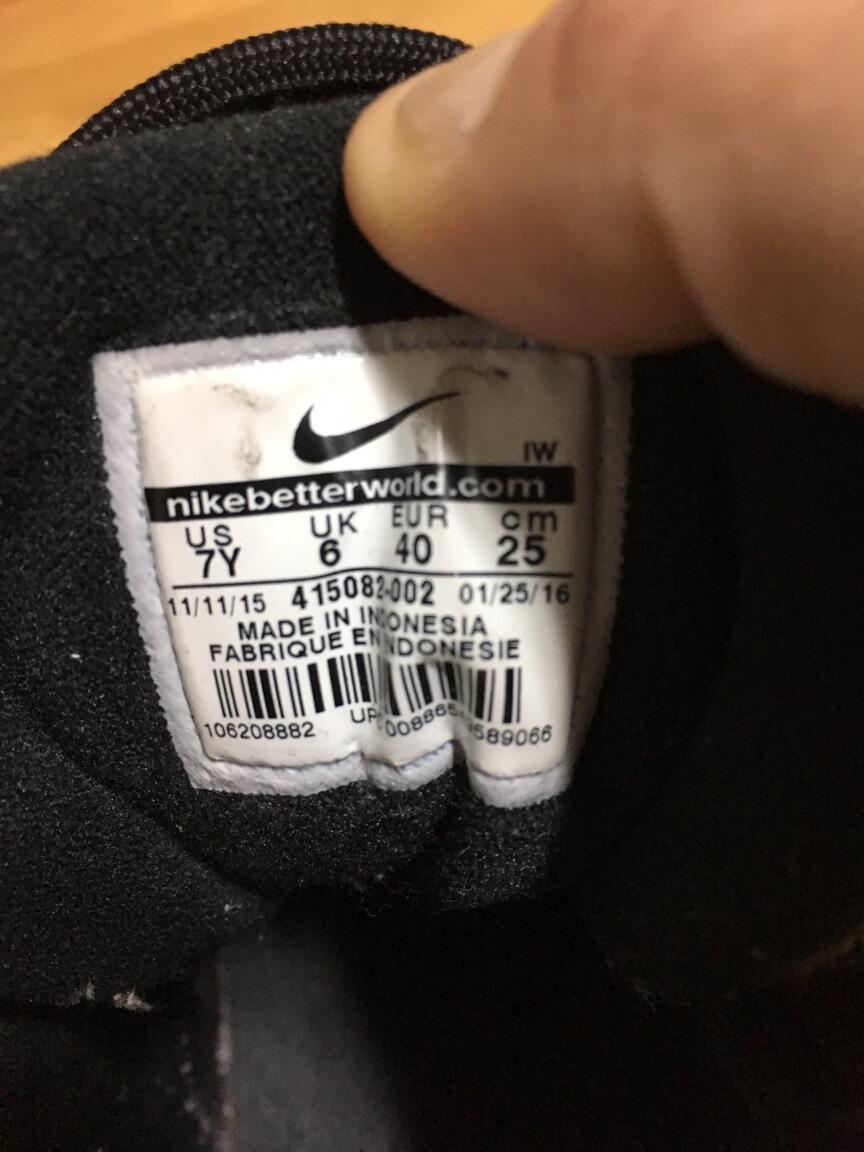 IW
nikebetterworld.com
US UK EUR cm
7Y 6 40 25
11/11/15 415082-002 01/25/16
MADE IN INDONESIA
FABRIQUE EN INDONESIE
106208882 UPC